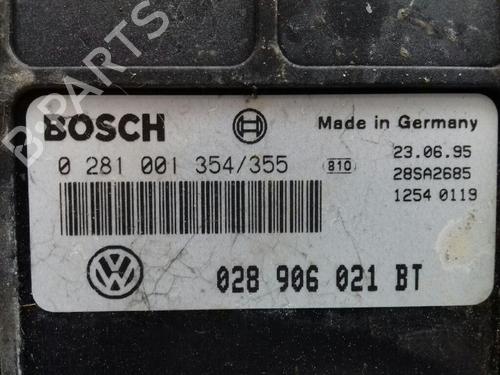 BOSCH
Made in Germany
0 281 001 354/355
810
23.06.95
28SA2685
1254 0119
028 906 021 BT
B-PARTS